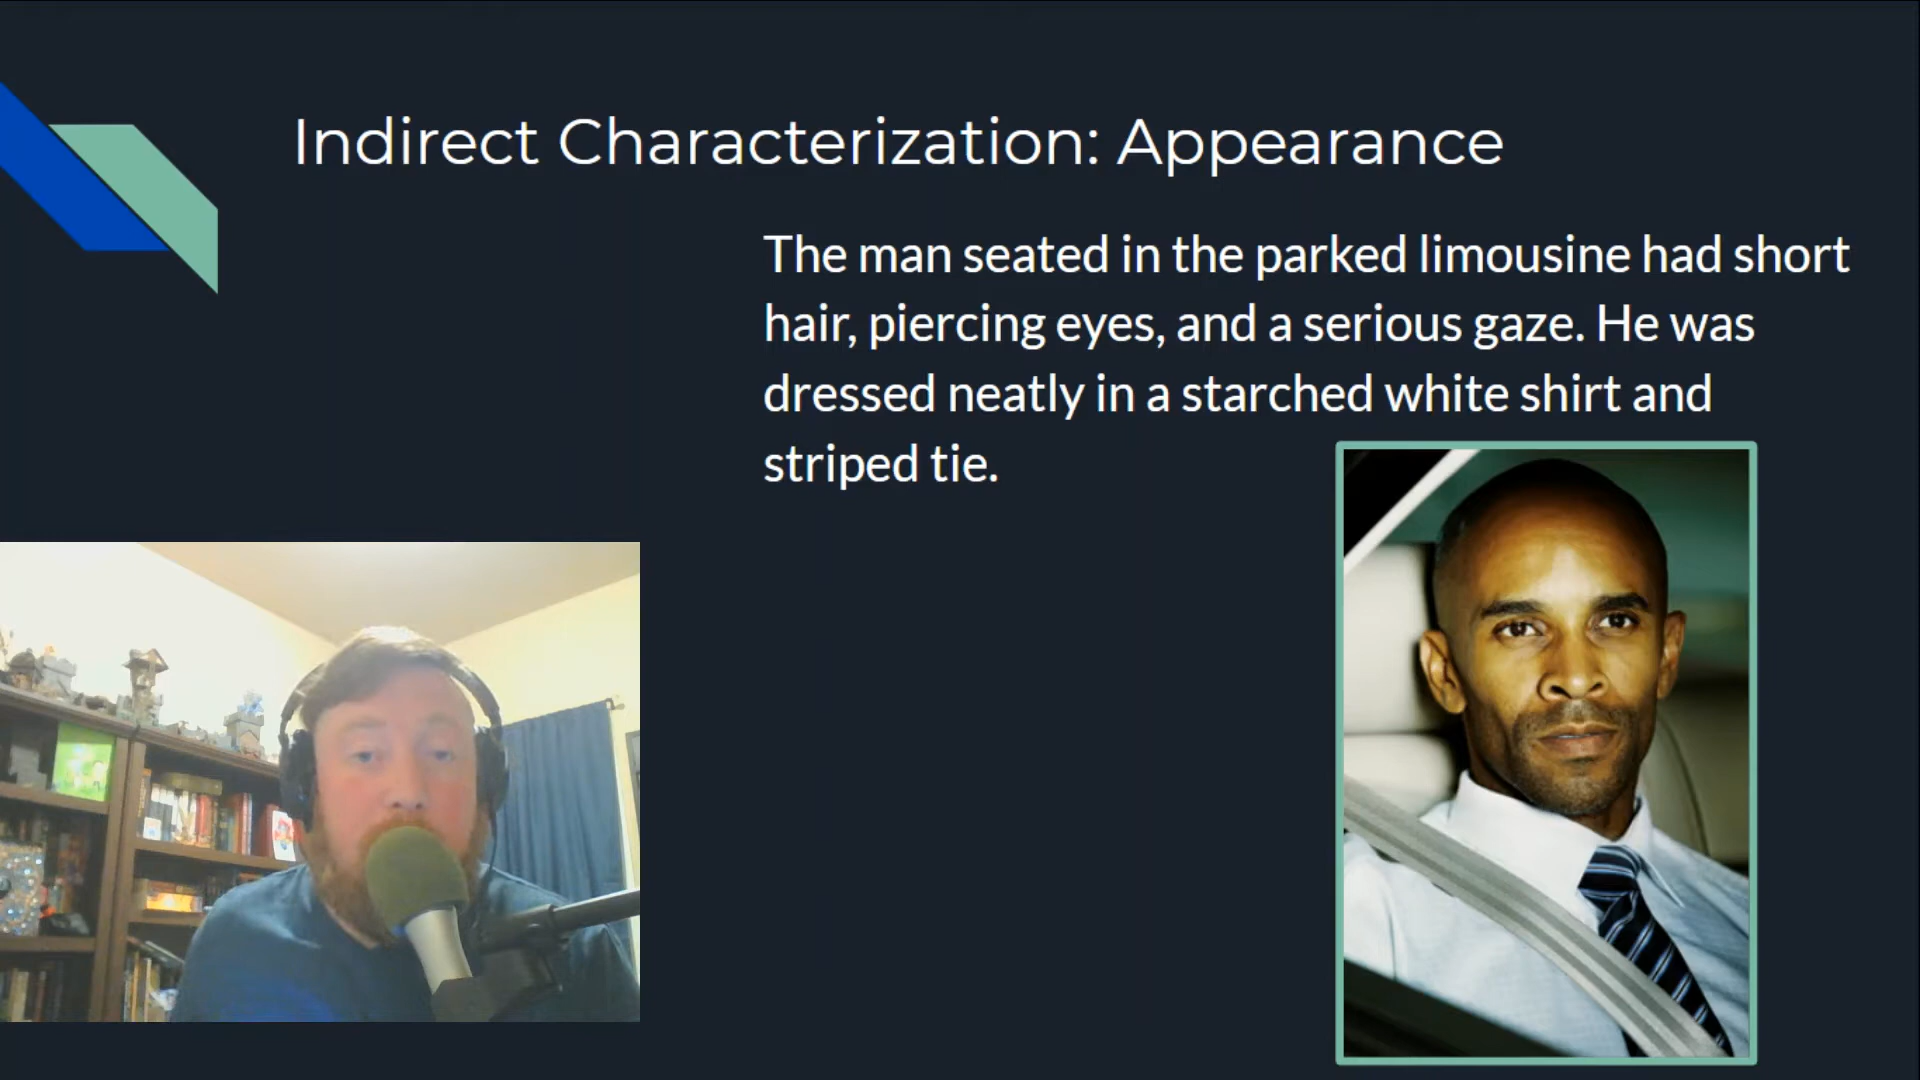 Indirect Characterization: Appearance
The man seated in the parked limousine had short
hair, piercing eyes, and a serious gaze. He was
dressed neatly in a starched white shirt and
striped tie.